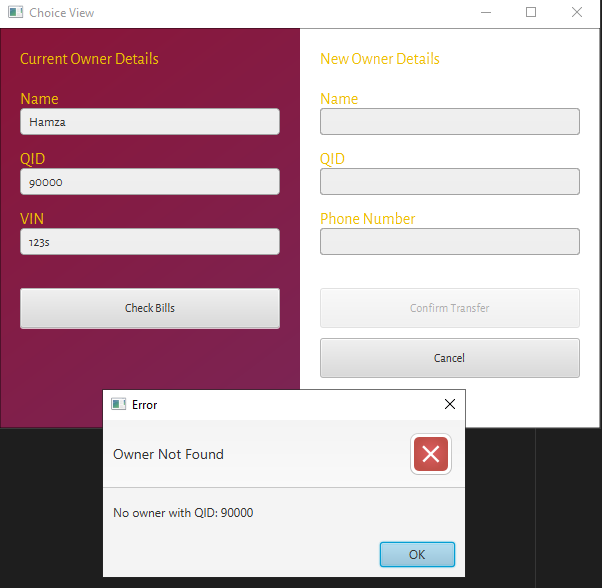 Choice View
Current Owner Details
Name
Hamza
QID
90000
VIN
123s
Check Bills
New Owner Details
Name
QID
Phone Number
Confirm Transfer
Cancel
Error
Owner Not Found
No owner with QID: 90000
OK